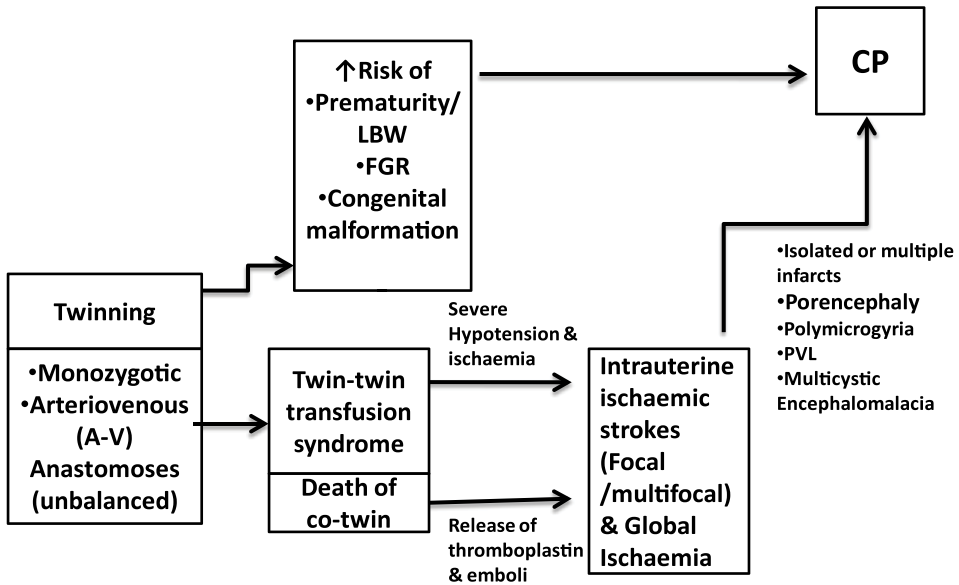 ↑Risk of
•Prematurity/
LBW
•FGR
•Congenital
malformation
CP
Twinning
•Monozygotic
•Arteriovenous
(A-V)
Anastomoses
(unbalanced)
Twin-twin
transfusion
syndrome
Death of
co-twin
Severe
Hypotension &
ischaemia
Release of
thromboplastin
& emboli
Intrauterine
ischaemic
strokes
(Focal
/multifocal)
& Global
Ischaemia
•Isolated or multiple
infarcts
•Porencephaly
•Polymicrogyria
•PVL
•Multicystic
Encephalomalacia